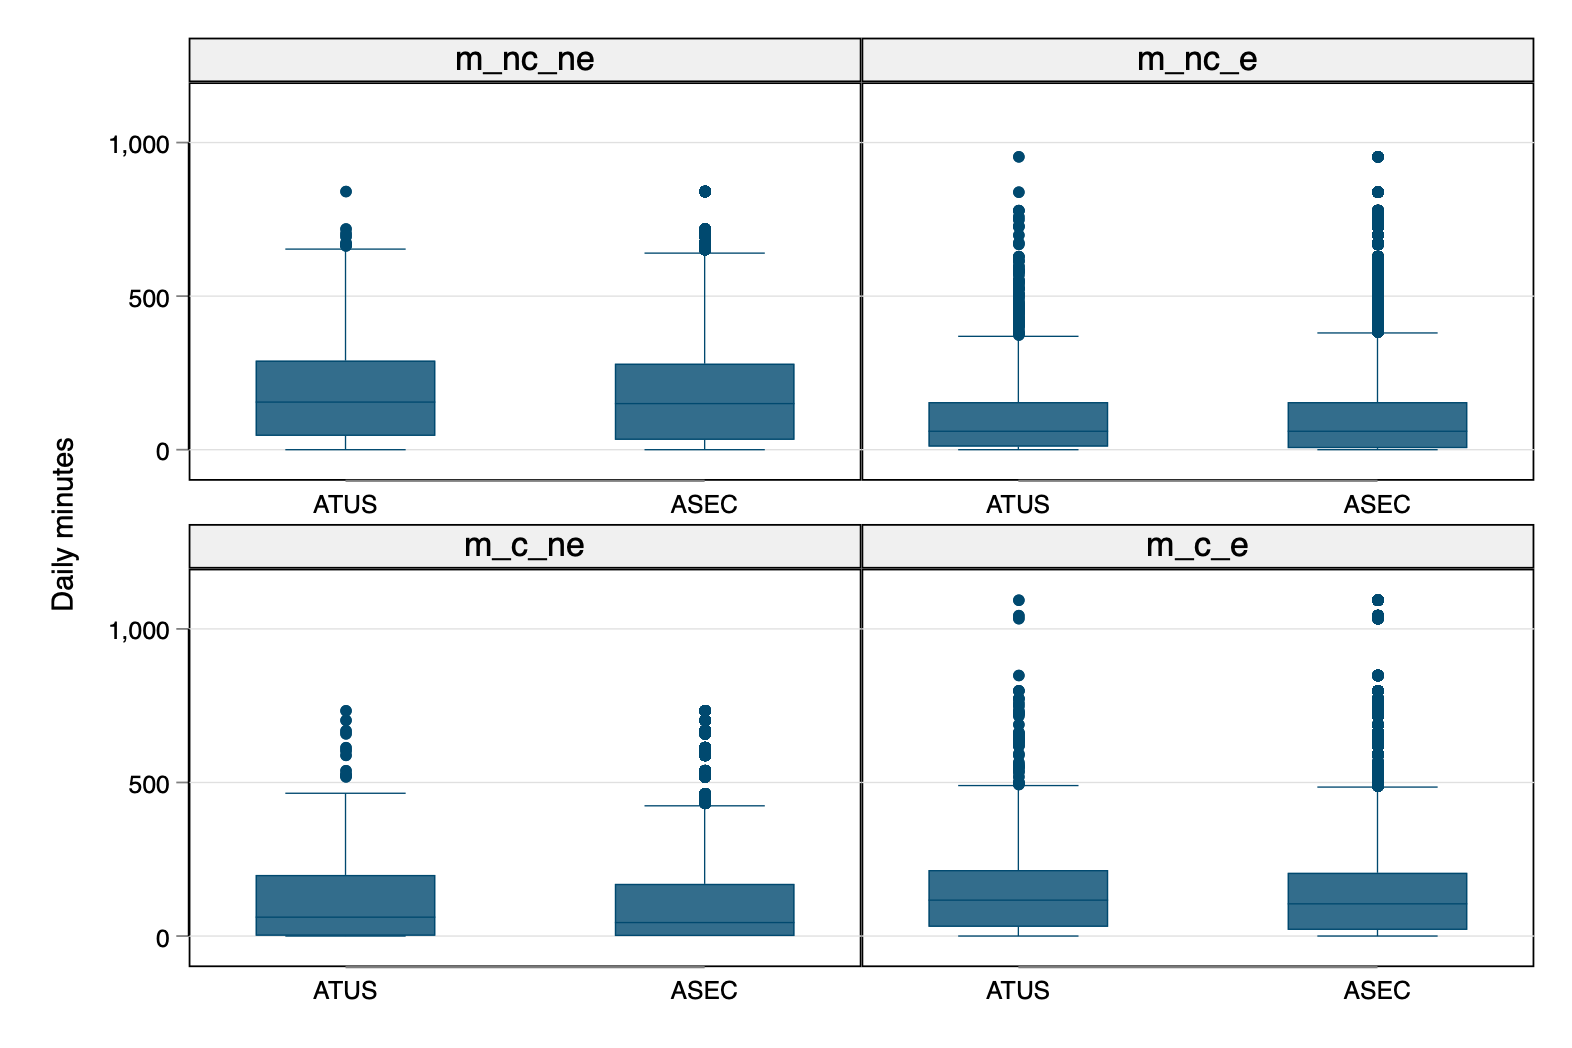 m_nc_ne
m_nc_e
1,000
500
0
ATUS
ASEC
ATUS
ASEC
Daily minutes
m_c_ne
m_c_e
1,000
500
0
ATUS
ASEC
ATUS
ASEC